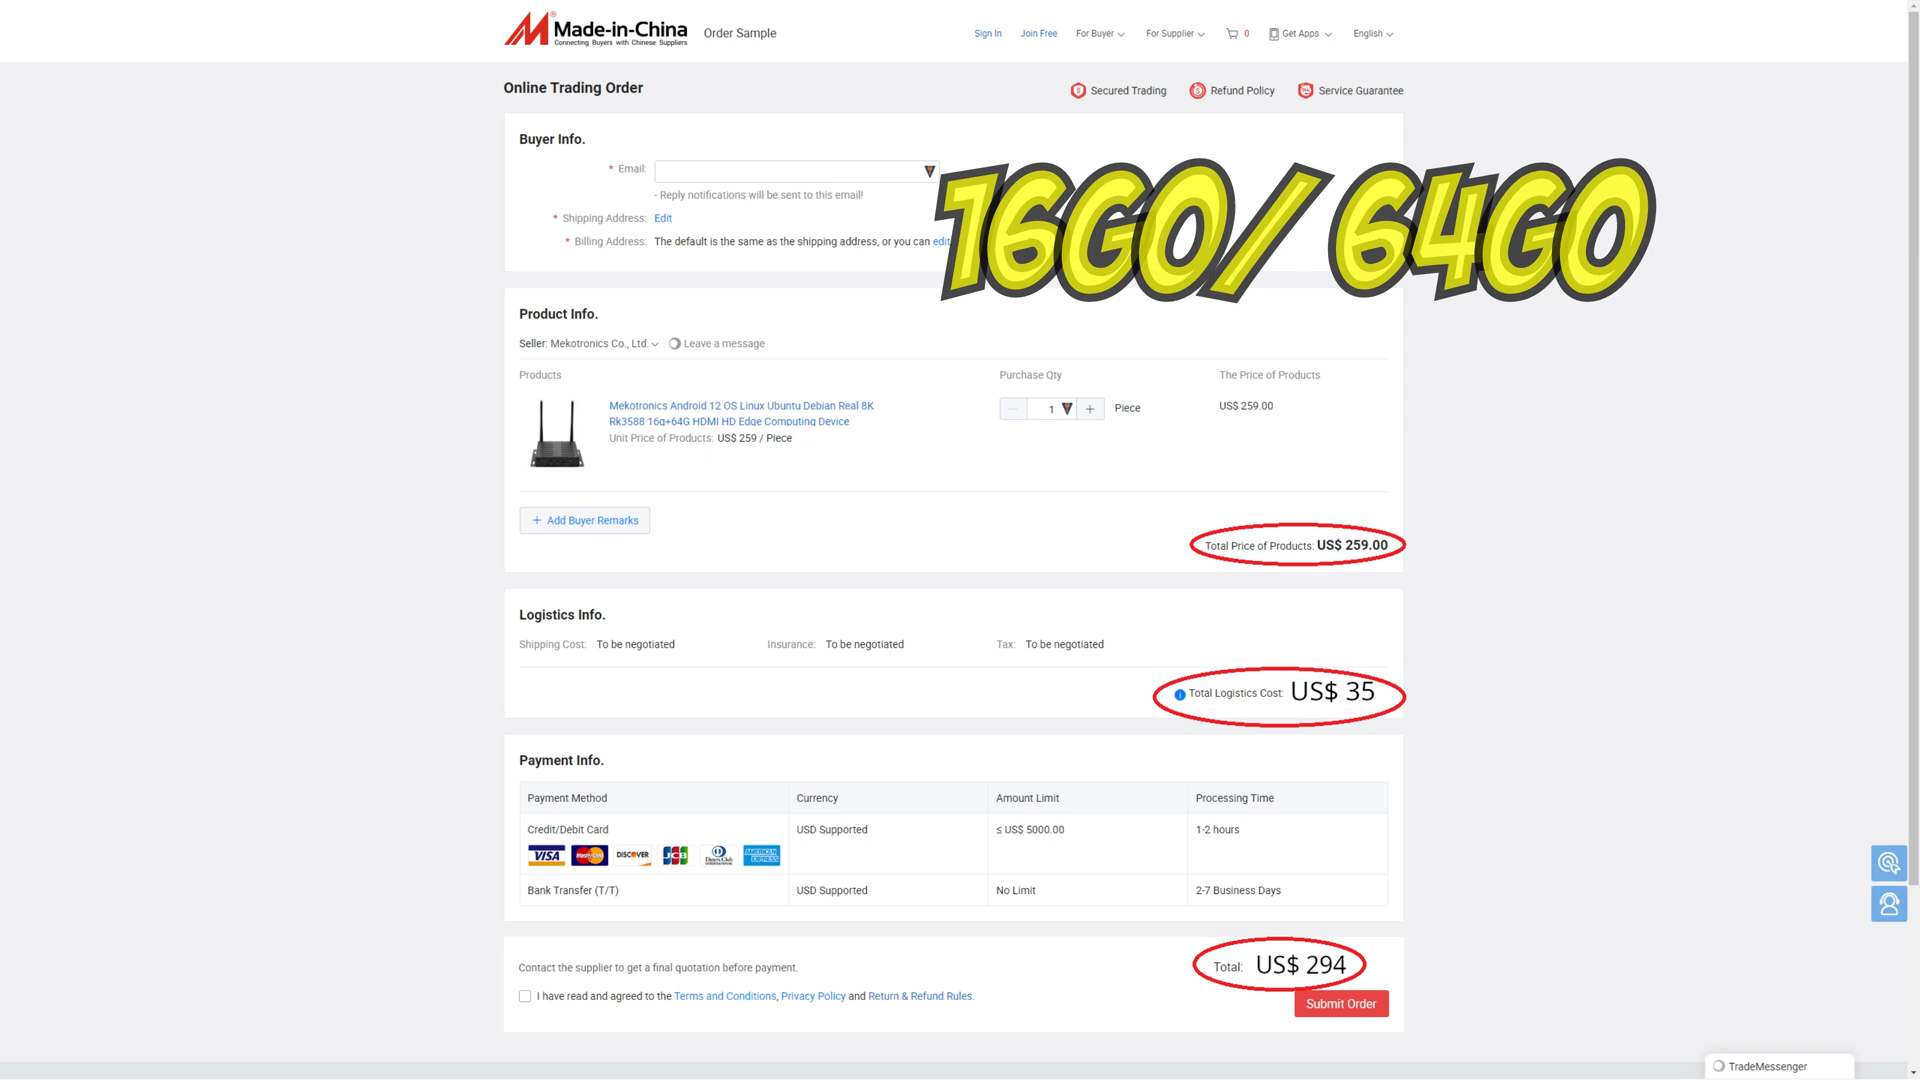 Made-in-China
Connecting Buyers with Chinese Suppliers
Order Sample
Sign In
Join Free
For Buyer
For Supplier
0
Get Apps
English
Online Trading Order
Secured Trading
Refund Policy
Service Guarantee
Buyer Info.
* Email:
- Reply notifications will be sent to this email!
* Shipping Address: Edit
* Billing Address: The default is the same as the shipping address, or you can edit
16GO/ 64GO
Product Info.
Seller: Mekotronics Co., Ltd.
Leave a message
Products
Purchase Qty
The Price of Products
Mekotronics Android 12 OS Linux Ubuntu Debian Real 8K
Rk3588 16g+64G HDMI HD Edge Computing Device
Unit Price of Products: US$ 259 / Piece
− 1 + Piece
US$ 259.00
+ Add Buyer Remarks
Total Price of Products: US$ 259.00
Logistics Info.
Shipping Cost: To be negotiated
Insurance: To be negotiated
Tax: To be negotiated
Total Logistics Cost: US$ 35
Payment Info.
Payment Method Currency Amount Limit Processing Time
Credit/Debit Card USD Supported ≤ US$ 5000.00 1-2 hours
VISA MasterCard DISCOVER JCB Diners Club AMERICAN EXPRESS
Bank Transfer (T/T) USD Supported No Limit 2-7 Business Days
Contact the supplier to get a final quotation before payment.
Total: US$ 294
I have read and agreed to the Terms and Conditions, Privacy Policy and Return & Refund Rules.
Submit Order
TradeMessenger